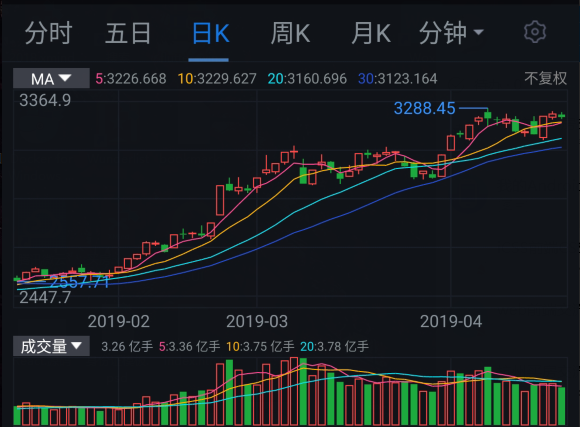 分时 五日 日K 周K 月K 分钟
MA 5:3226.668 10:3229.627 20:3160.696 30:3123.164 不复权
3364.9
3288.45
2557.71
2447.7
2019-02 2019-03 2019-04
成交量 3.26 亿手 5:3.36 亿手 10:3.75 亿手 20:3.78 亿手